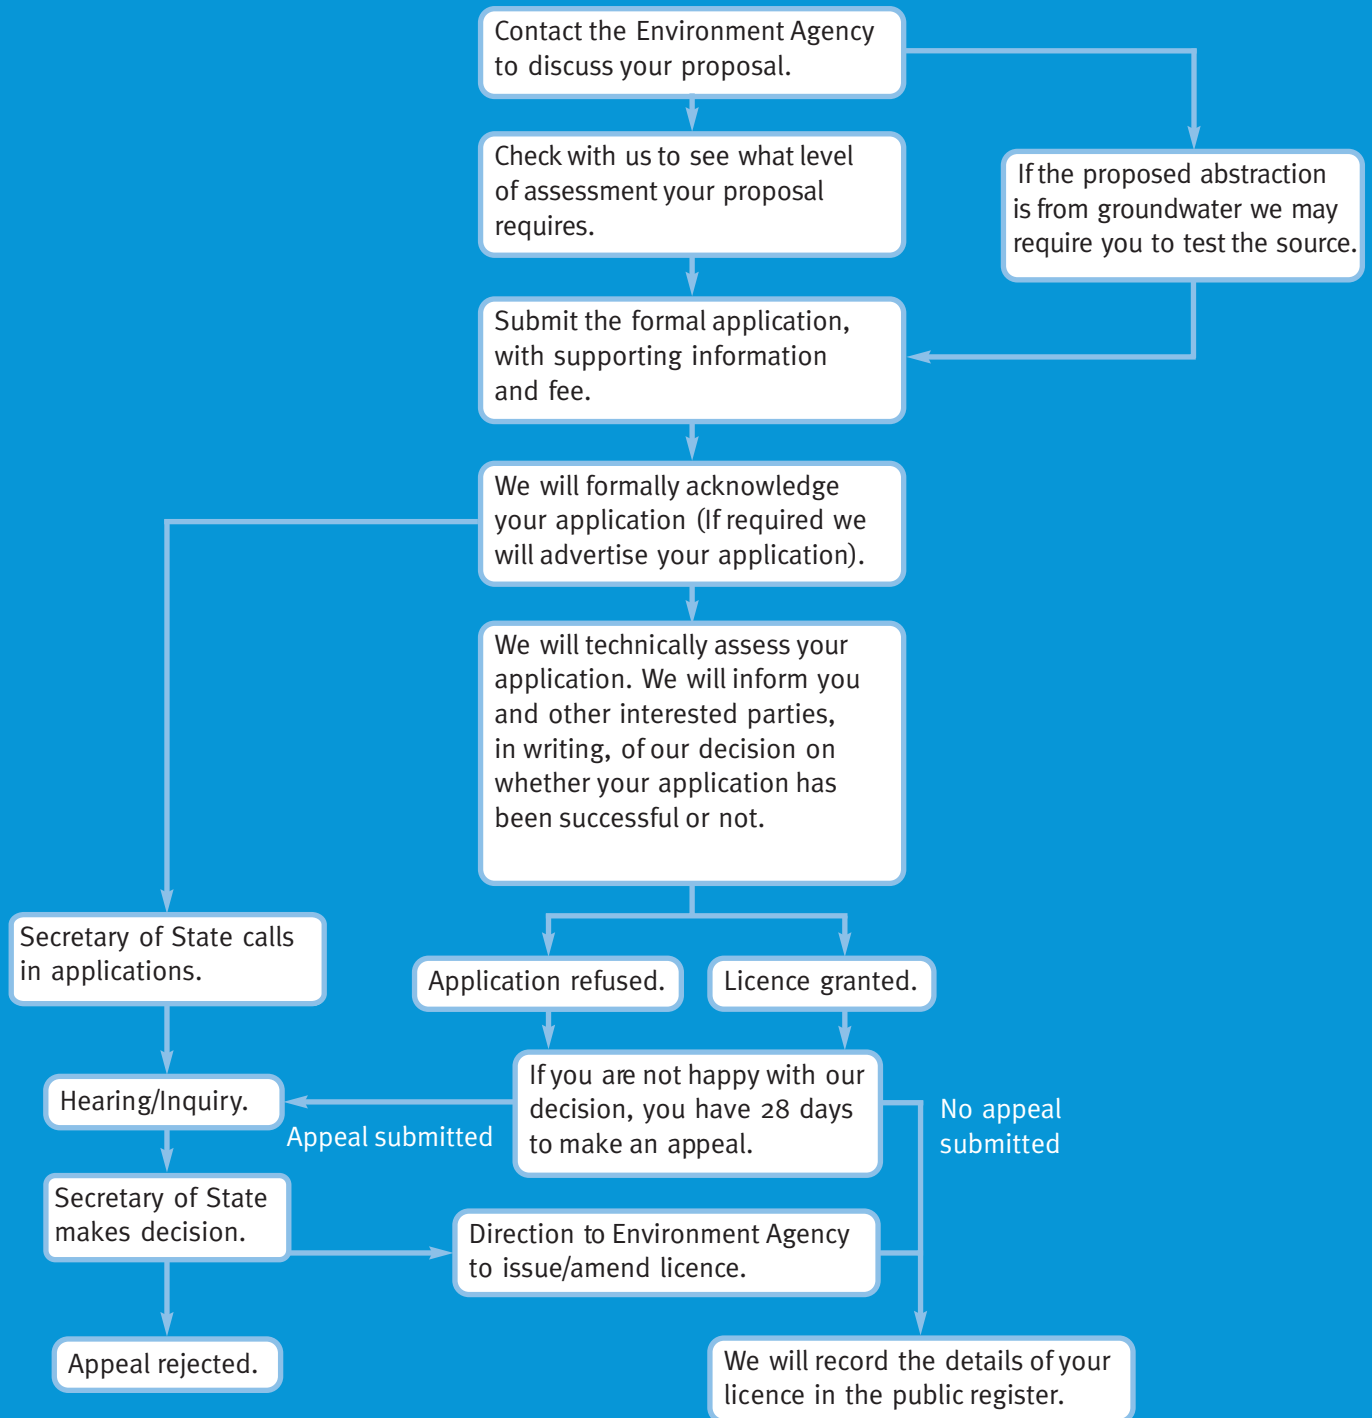 Contact the Environment Agency
to discuss your proposal.
Check with us to see what level
of assessment your proposal
requires.
If the proposed abstraction
is from groundwater we may
require you to test the source.
Submit the formal application,
with supporting information
and fee.
We will formally acknowledge
your application (If required we
will advertise your application).
We will technically assess your
application. We will inform you
and other interested parties,
in writing, of our decision on
whether your application has
been successful or not.
Secretary of State calls
in applications.
Application refused.
Licence granted.
Hearing/Inquiry.
Appeal submitted
If you are not happy with our
decision, you have 28 days
to make an appeal.
No appeal
submitted
Secretary of State
makes decision.
Direction to Environment Agency
to issue/amend licence.
Appeal rejected.
We will record the details of your
licence in the public register.